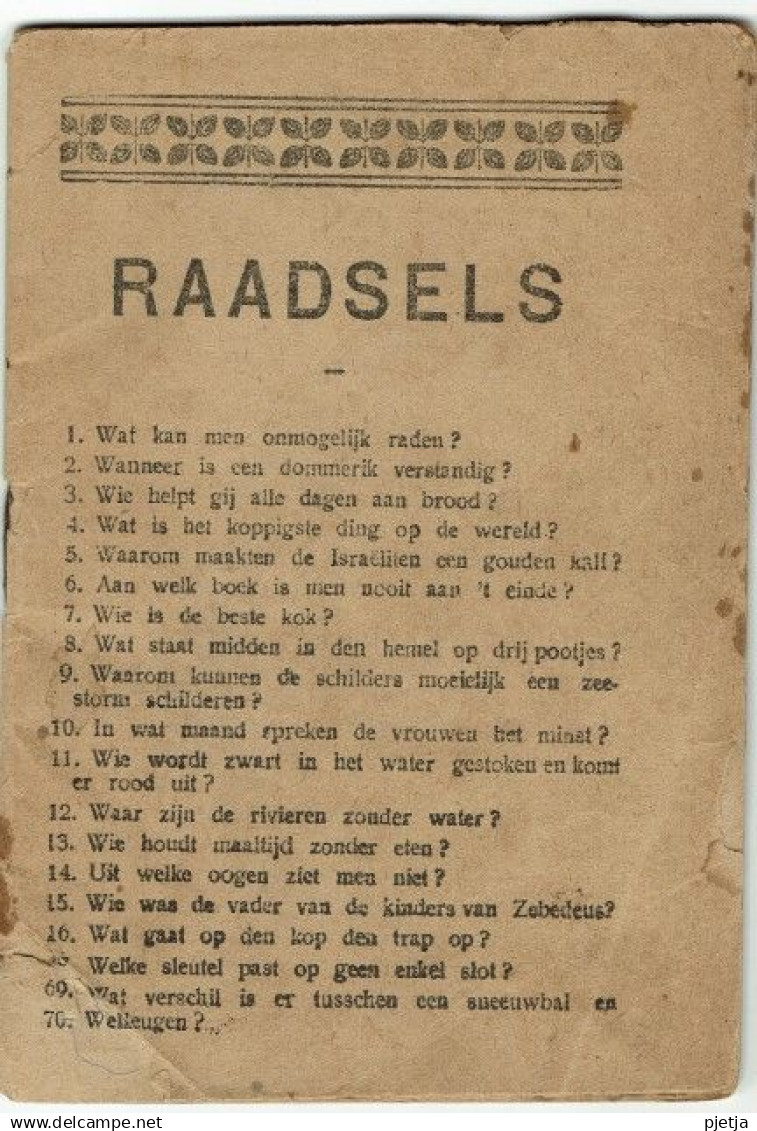 RAADSELS
—
1. Wat kan men onmogelijk raden?
2. Wanneer is een dommerik verstandig?
3. Wie helpt gij alle dagen aan brood?
4. Wat is het koppigste ding op de wereld?
5. Waarom maakten de Israëliten een gouden kalf?
6. Aan welk boek is men nooit aan 't einde?
7. Wie is de beste kok?
8. Wat staat midden in den hemel op drij pootjes?
9. Waarom kunnen de schilders moeielijk een zee-
storm schilderen?
10. In wat maand spreken de vrouwen het minst?
11. Wie wordt zwart in het water gestoken en komt
er rood uit?
12. Waar zijn de rivieren zonder water?
13. Wie houdt maaltijd zonder eten?
14. Uit welke oogen ziet men niet?
15. Wie was de vader van de kinders van Zebedeus?
16. Wat gaat op den kop den trap op?
Welke sleutel past op geen enkel slot?
69. Wat verschil is er tusschen een sneeuwbal en
70. Welleugen?
www.delcampe.net
pjetja